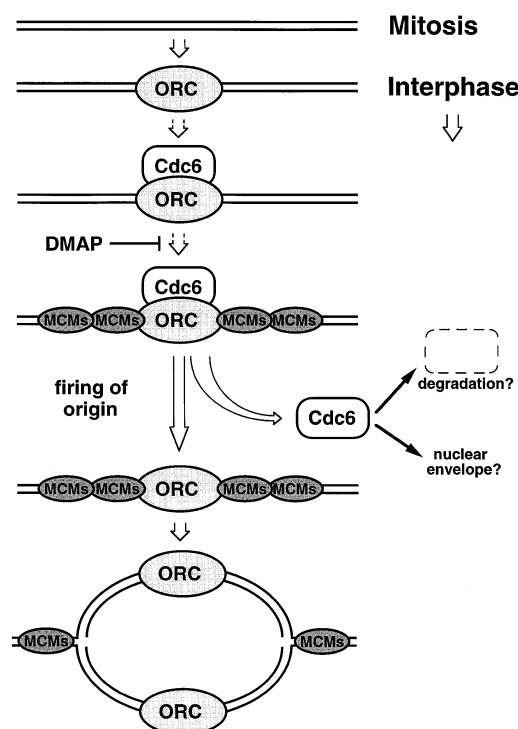 Mitosis
ORC
Interphase
Cdc6
ORC
DMAP
Cdc6
MCMs MCMs ORC MCMs MCMs
firing of
origin
degradation?
Cdc6
nuclear
envelope?
MCMs MCMs ORC MCMs MCMs
ORC
MCMs MCMs
ORC